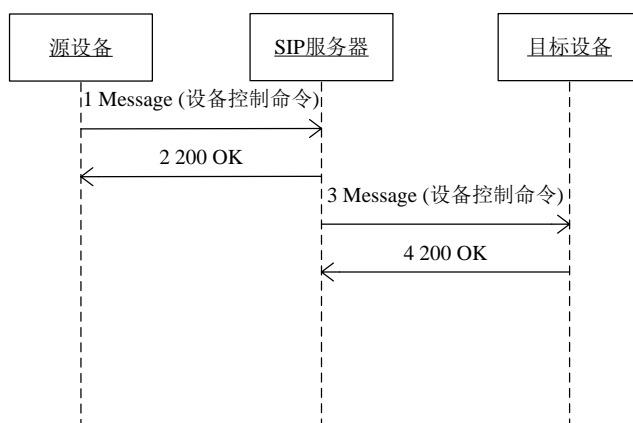 源设备
SIP服务器
目标设备
1 Message (设备控制命令)
2 200 OK
3 Message (设备控制命令)
4 200 OK